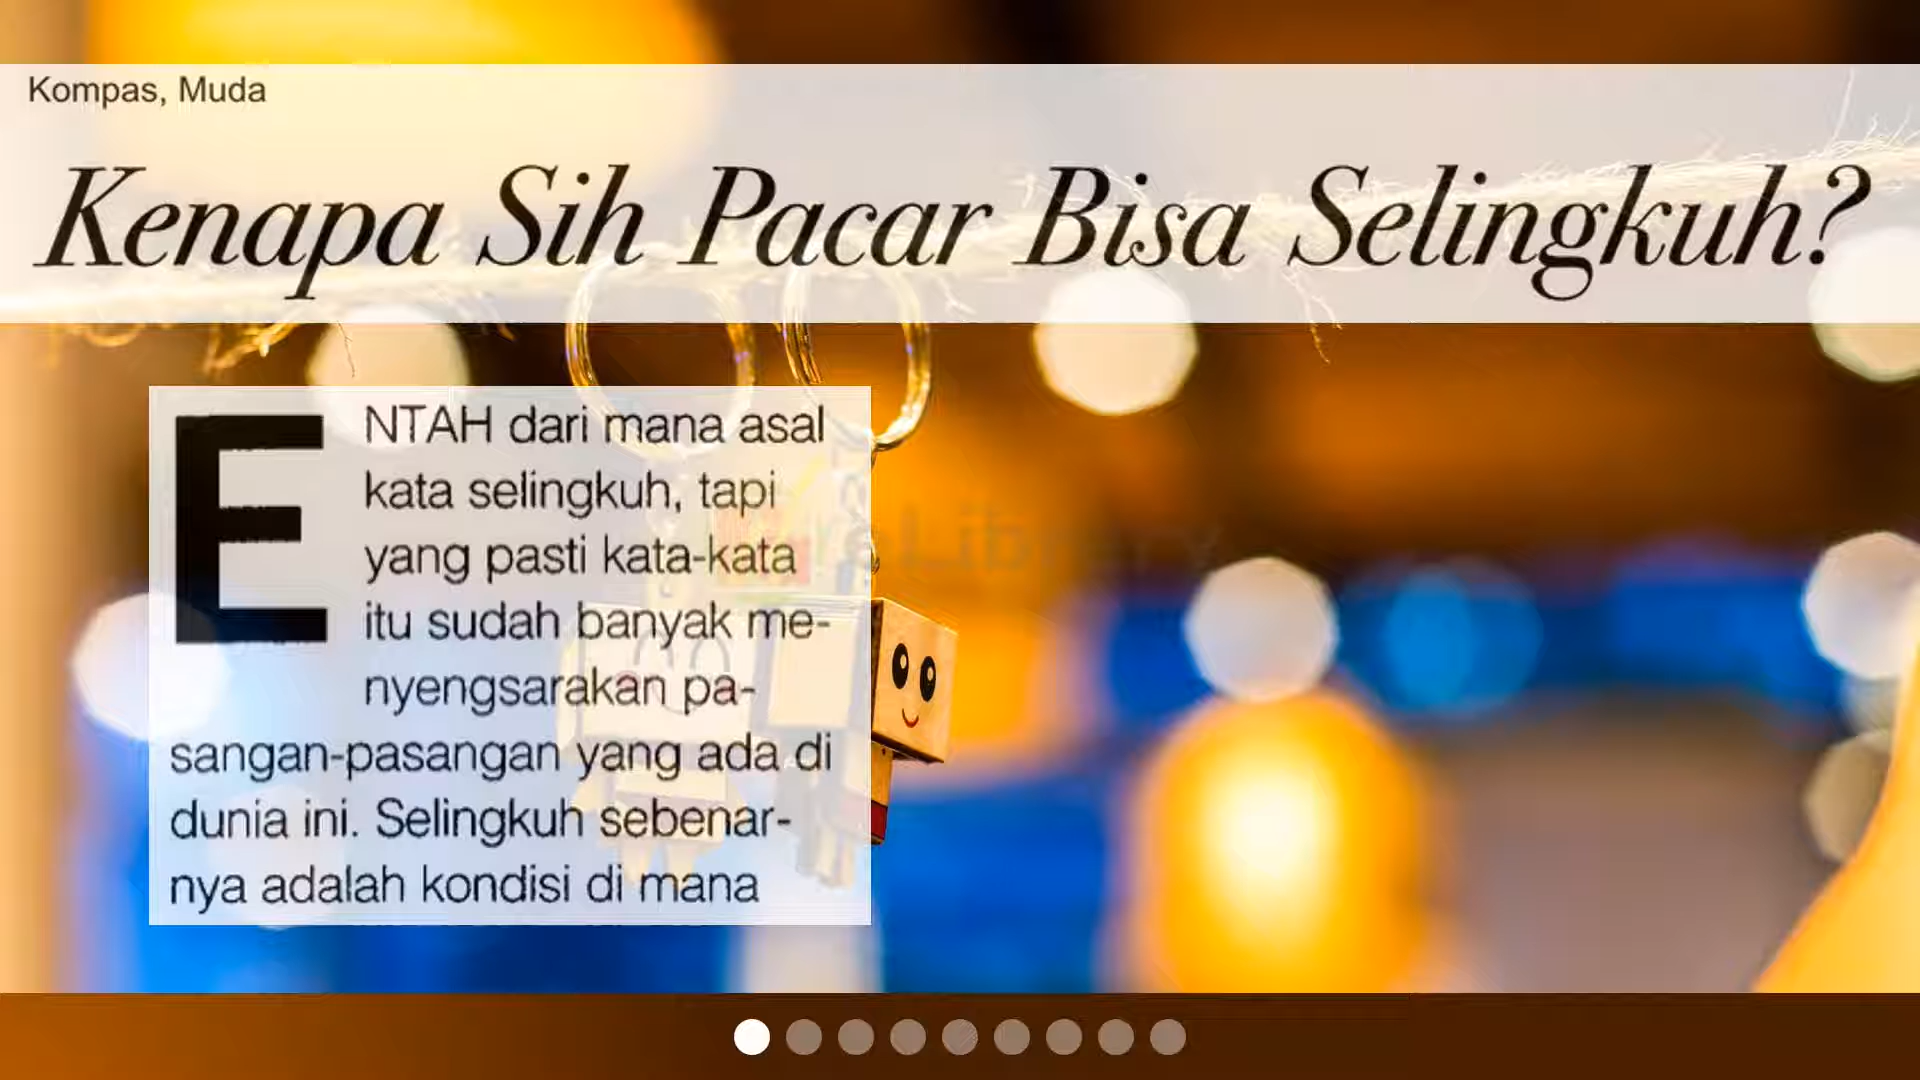 Kompas, Muda
Kenapa Sih Pacar Bisa Selingkuh?
ENTAH dari mana asal
kata selingkuh, tapi
yang pasti kata-kata
itu sudah banyak me-
nyengsarakan pa-
sangan-pasangan yang ada di
dunia ini. Selingkuh sebenar-
nya adalah kondisi di mana